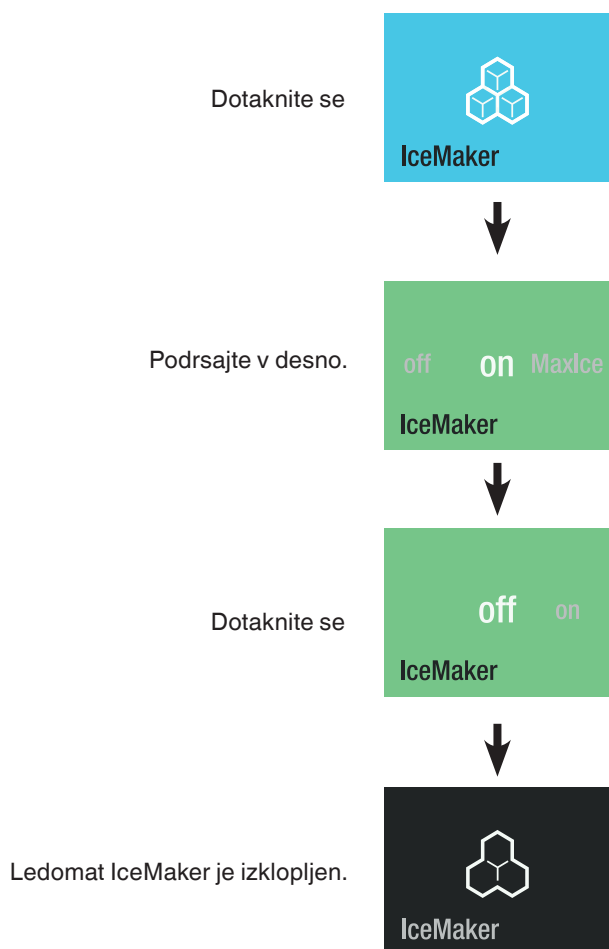 Dotaknite se
IceMaker
Podrsajte v desno.
off on MaxIce
IceMaker
Dotaknite se
off on
IceMaker
Ledomat IceMaker je izklopljen.
IceMaker